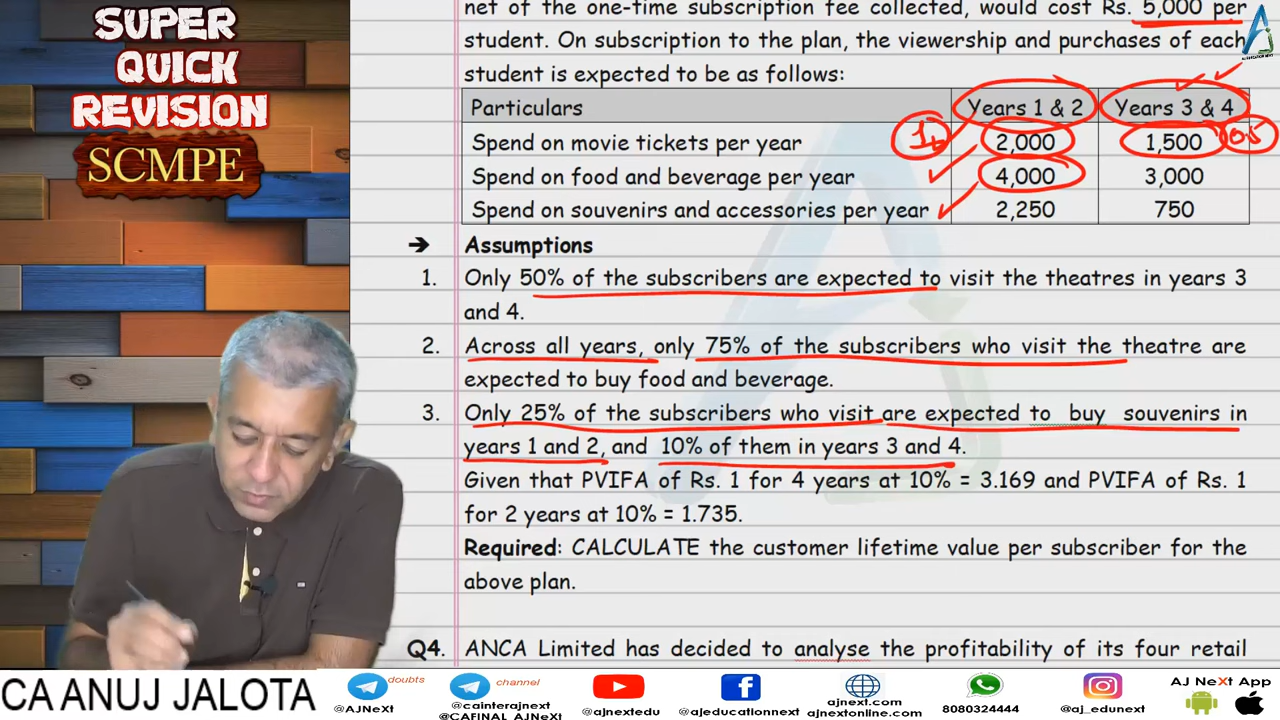 SUPER
QUICK
REVISION
SCMPE
net of the one-time subscription fee collected, would cost Rs. 5,000 per
student. On subscription to the plan, the viewership and purchases of each
student is expected to be as follows:
Particulars Years 1 & 2 Years 3 & 4
Spend on movie tickets per year 2,000 1,500 0.5
Spend on food and beverage per year 4,000 3,000
Spend on souvenirs and accessories per year 2,250 750
➔ Assumptions
1. Only 50% of the subscribers are expected to visit the theatres in years 3
and 4.
2. Across all years, only 75% of the subscribers who visit the theatre are
expected to buy food and beverage.
3. Only 25% of the subscribers who visit are expected to buy souvenirs in
years 1 and 2, and 10% of them in years 3 and 4.
Given that PVIFA of Rs. 1 for 4 years at 10% = 3.169 and PVIFA of Rs. 1
for 2 years at 10% = 1.735.
Required: CALCULATE the customer lifetime value per subscriber for the
above plan.
Q4. ANCA Limited has decided to analyse the profitability of its four retail
CA ANUJ JALOTA
doubts
@AJNeXt
channel
@cainterajnext
@CAFINAL_AJNeXt
@ajnextedu
@ajeducationnext
ajnext.com
ajnextonline.com
8080324444
@aj_edunext
AJ NeXt App